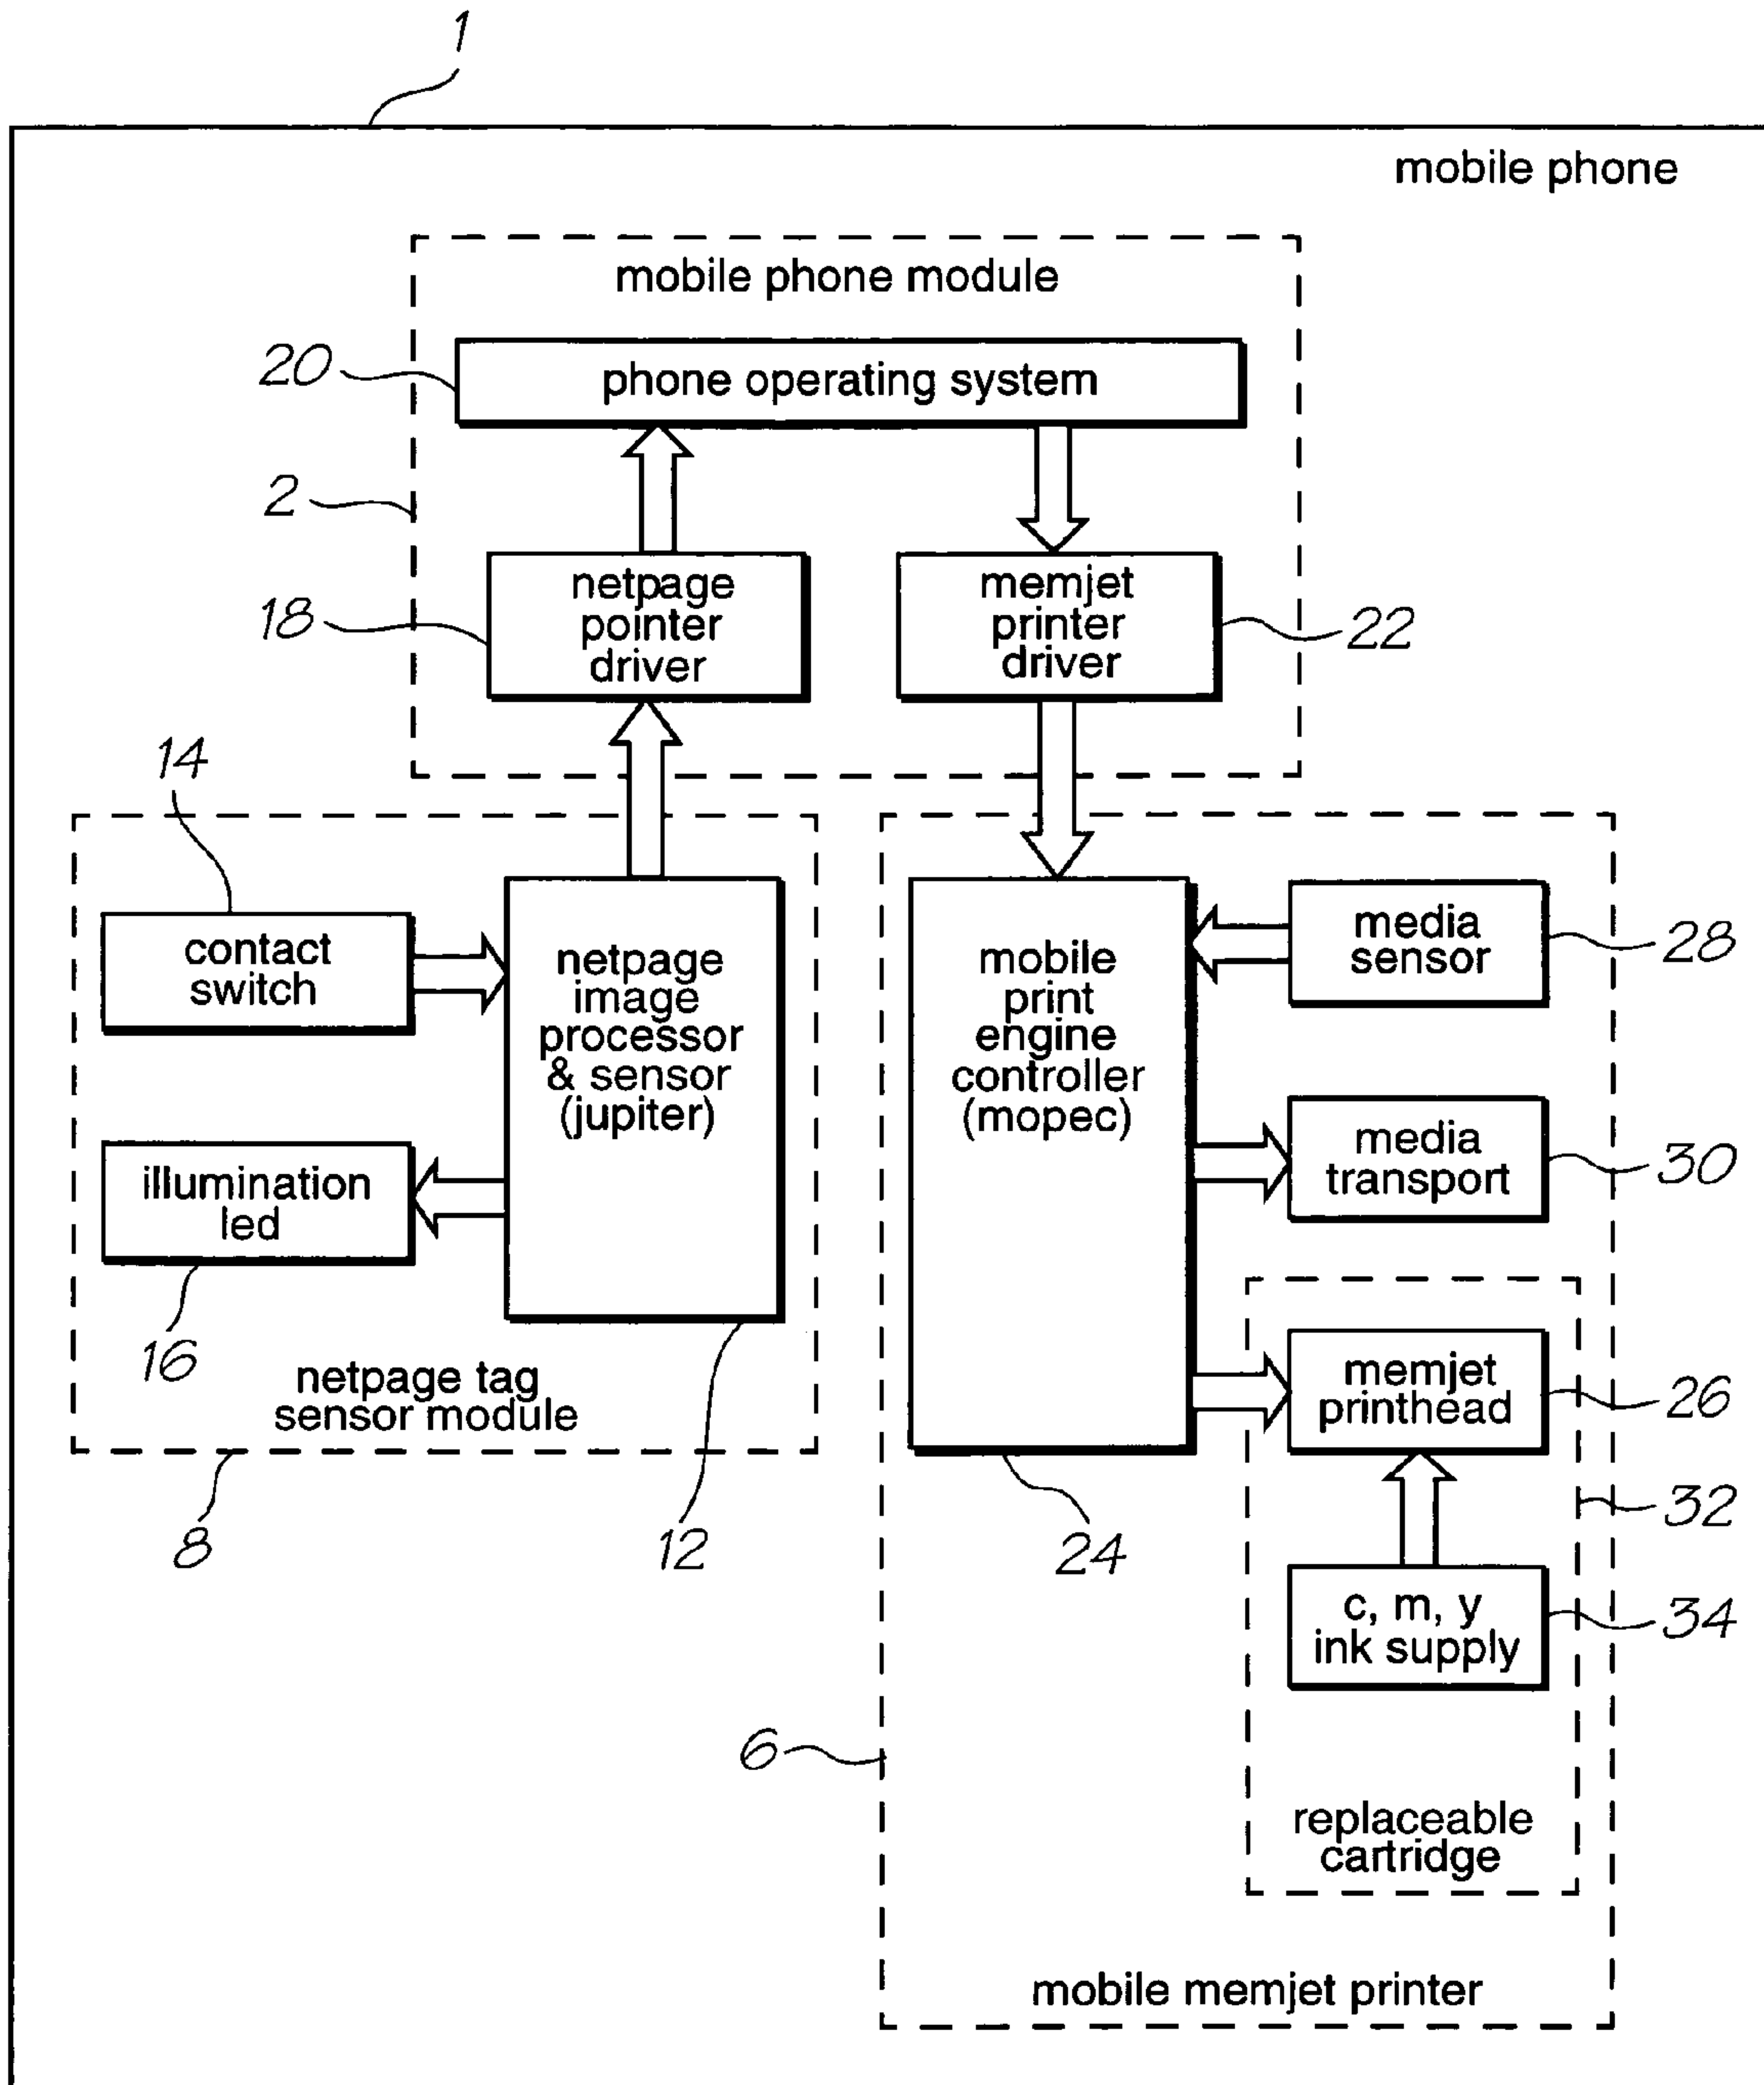 1
mobile phone
mobile phone module
20
phone operating system
2
18
netpage
pointer
driver
memjet
printer
driver
22
14
contact
switch
netpage
image
processor
& sensor
(jupiter)
illumination
led
16
netpage tag
sensor module
8
12
mobile
print
engine
controller
(mopec)
media
sensor
28
media
transport
30
memjet
printhead
26
32
24
c, m, y
ink supply
34
6
replaceable
cartridge
mobile memjet printer